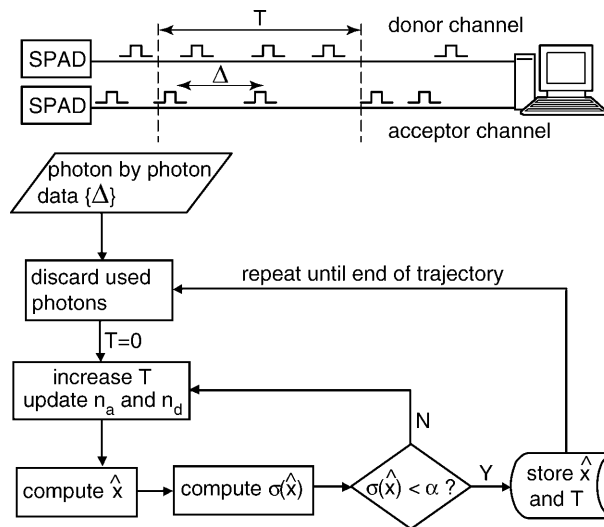 T
donor channel
SPAD
Δ
SPAD
acceptor channel
photon by photon
data {Δ}
discard used
photons
repeat until end of trajectory
T=0
increase T
update n_a and n_d
N
compute x̂
compute σ(x̂)
σ(x̂) < α ?
Y
store x̂
and T